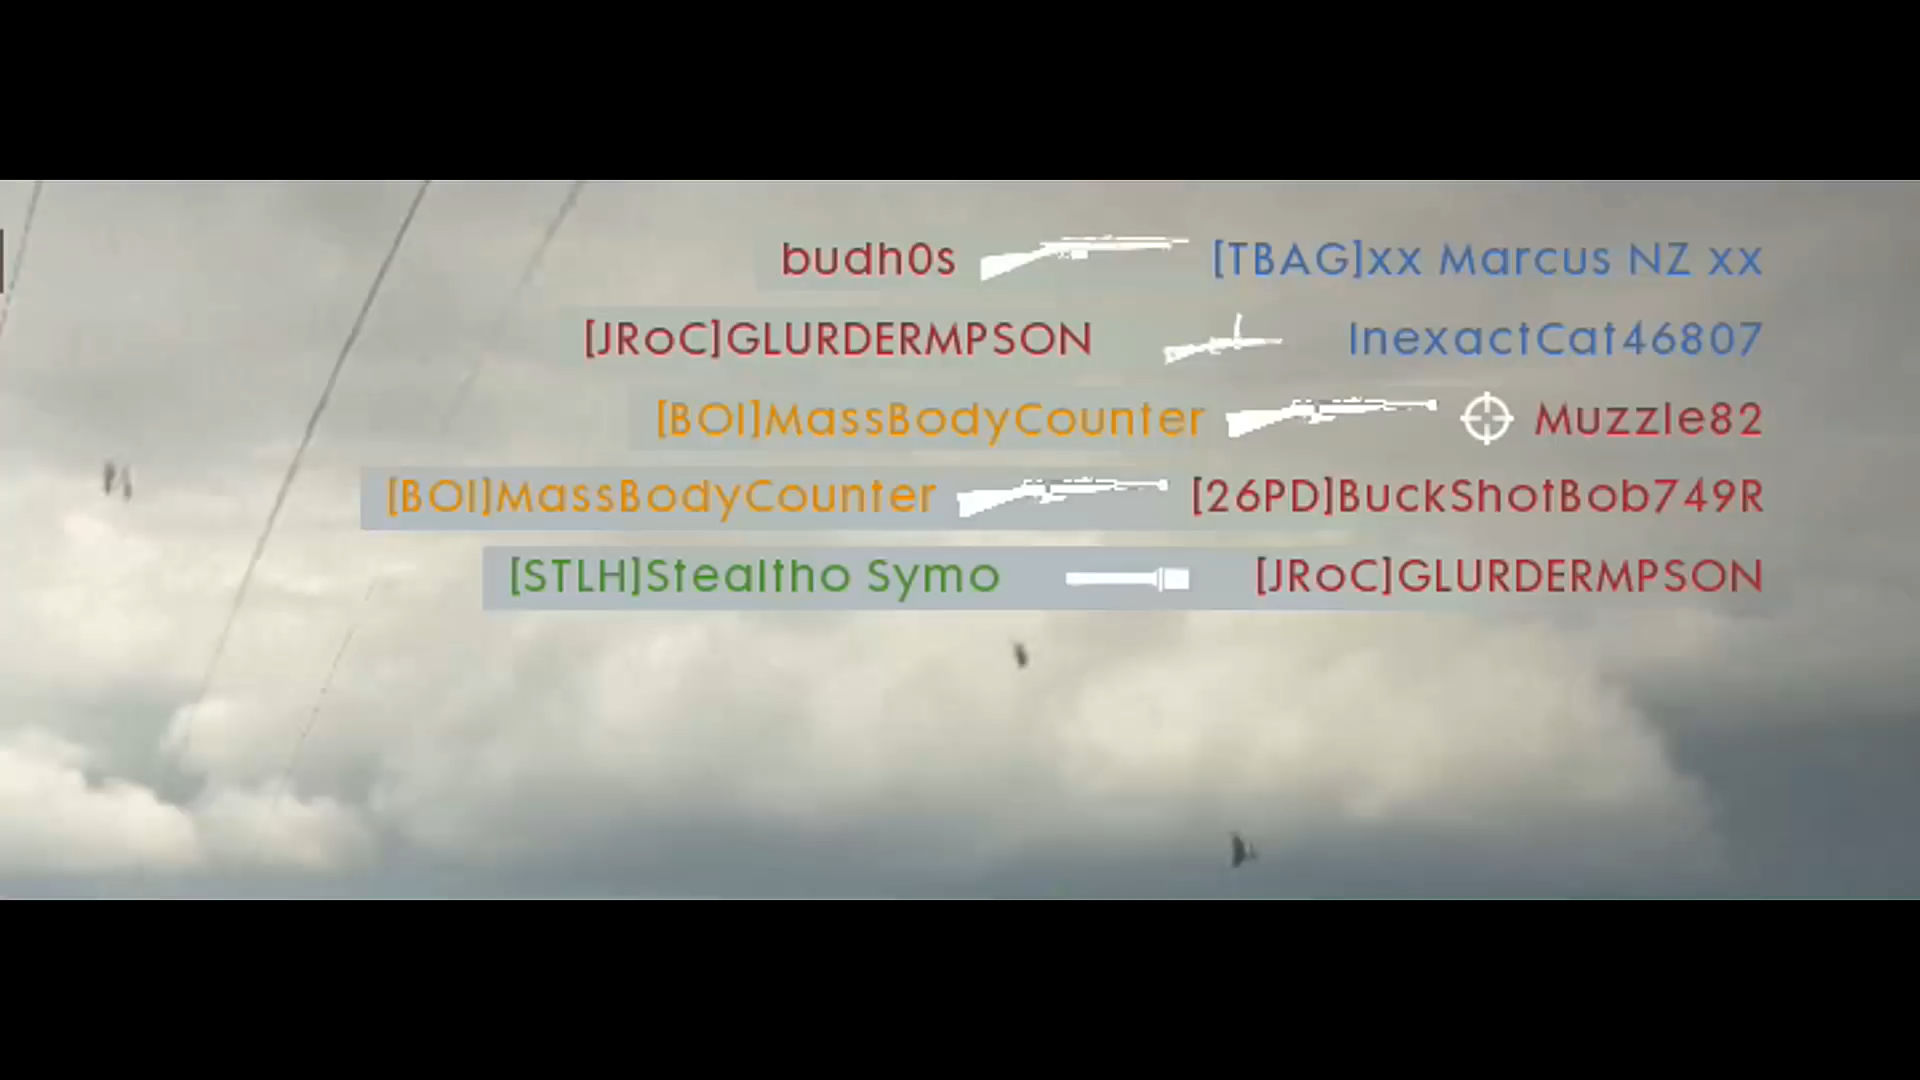 budh0s [TBAG]xx Marcus NZ xx
[JRoC]GLURDERMPSON InexactCat46807
[BOI]MassBodyCounter Muzzle82
[BOI]MassBodyCounter [26PD]BuckShotBob749R
[STLH]Stealtho Symo [JRoC]GLURDERMPSON